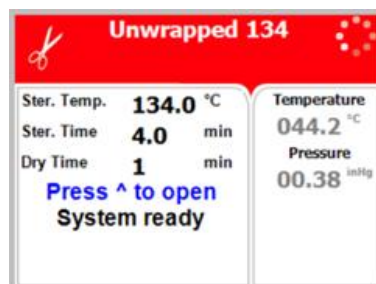 Unwrapped 134
Ster. Temp. 134.0 °C
Ster. Time 4.0 min
Dry Time 1 min
Press ^ to open
System ready
Temperature
044.2 °C
Pressure
00.38 inHg